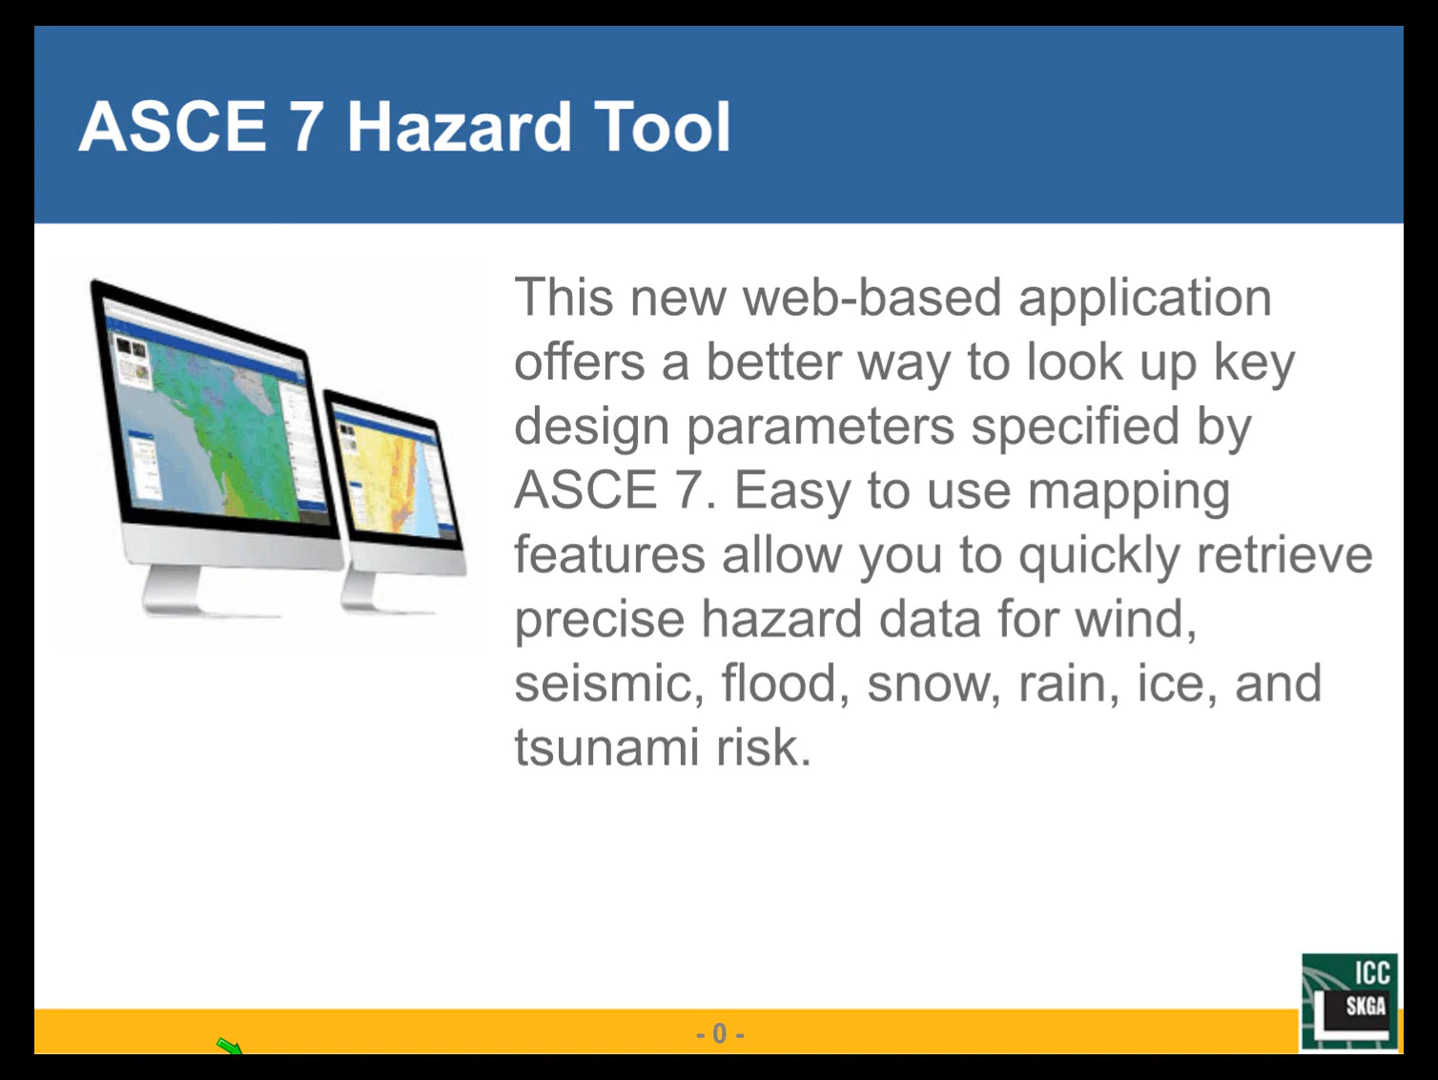 ASCE 7 Hazard Tool
This new web-based application
offers a better way to look up key
design parameters specified by
ASCE 7. Easy to use mapping
features allow you to quickly retrieve
precise hazard data for wind,
seismic, flood, snow, rain, ice, and
tsunami risk.
ICC
SKGA
- 0 -